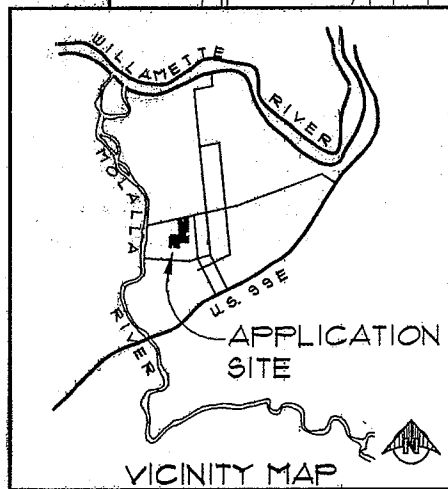 WILLAMETTE
RIVER
MOLALLA
RIVER
U.S. 99E
APPLICATION
SITE
N
VICINITY MAP